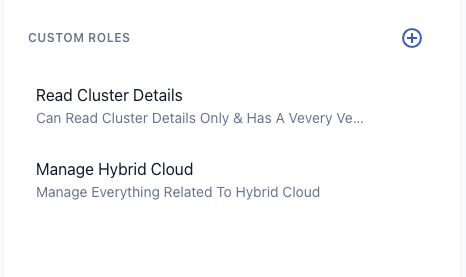 CUSTOM ROLES
Read Cluster Details
Can Read Cluster Details Only & Has A Vevery Ve...
Manage Hybrid Cloud
Manage Everything Related To Hybrid Cloud